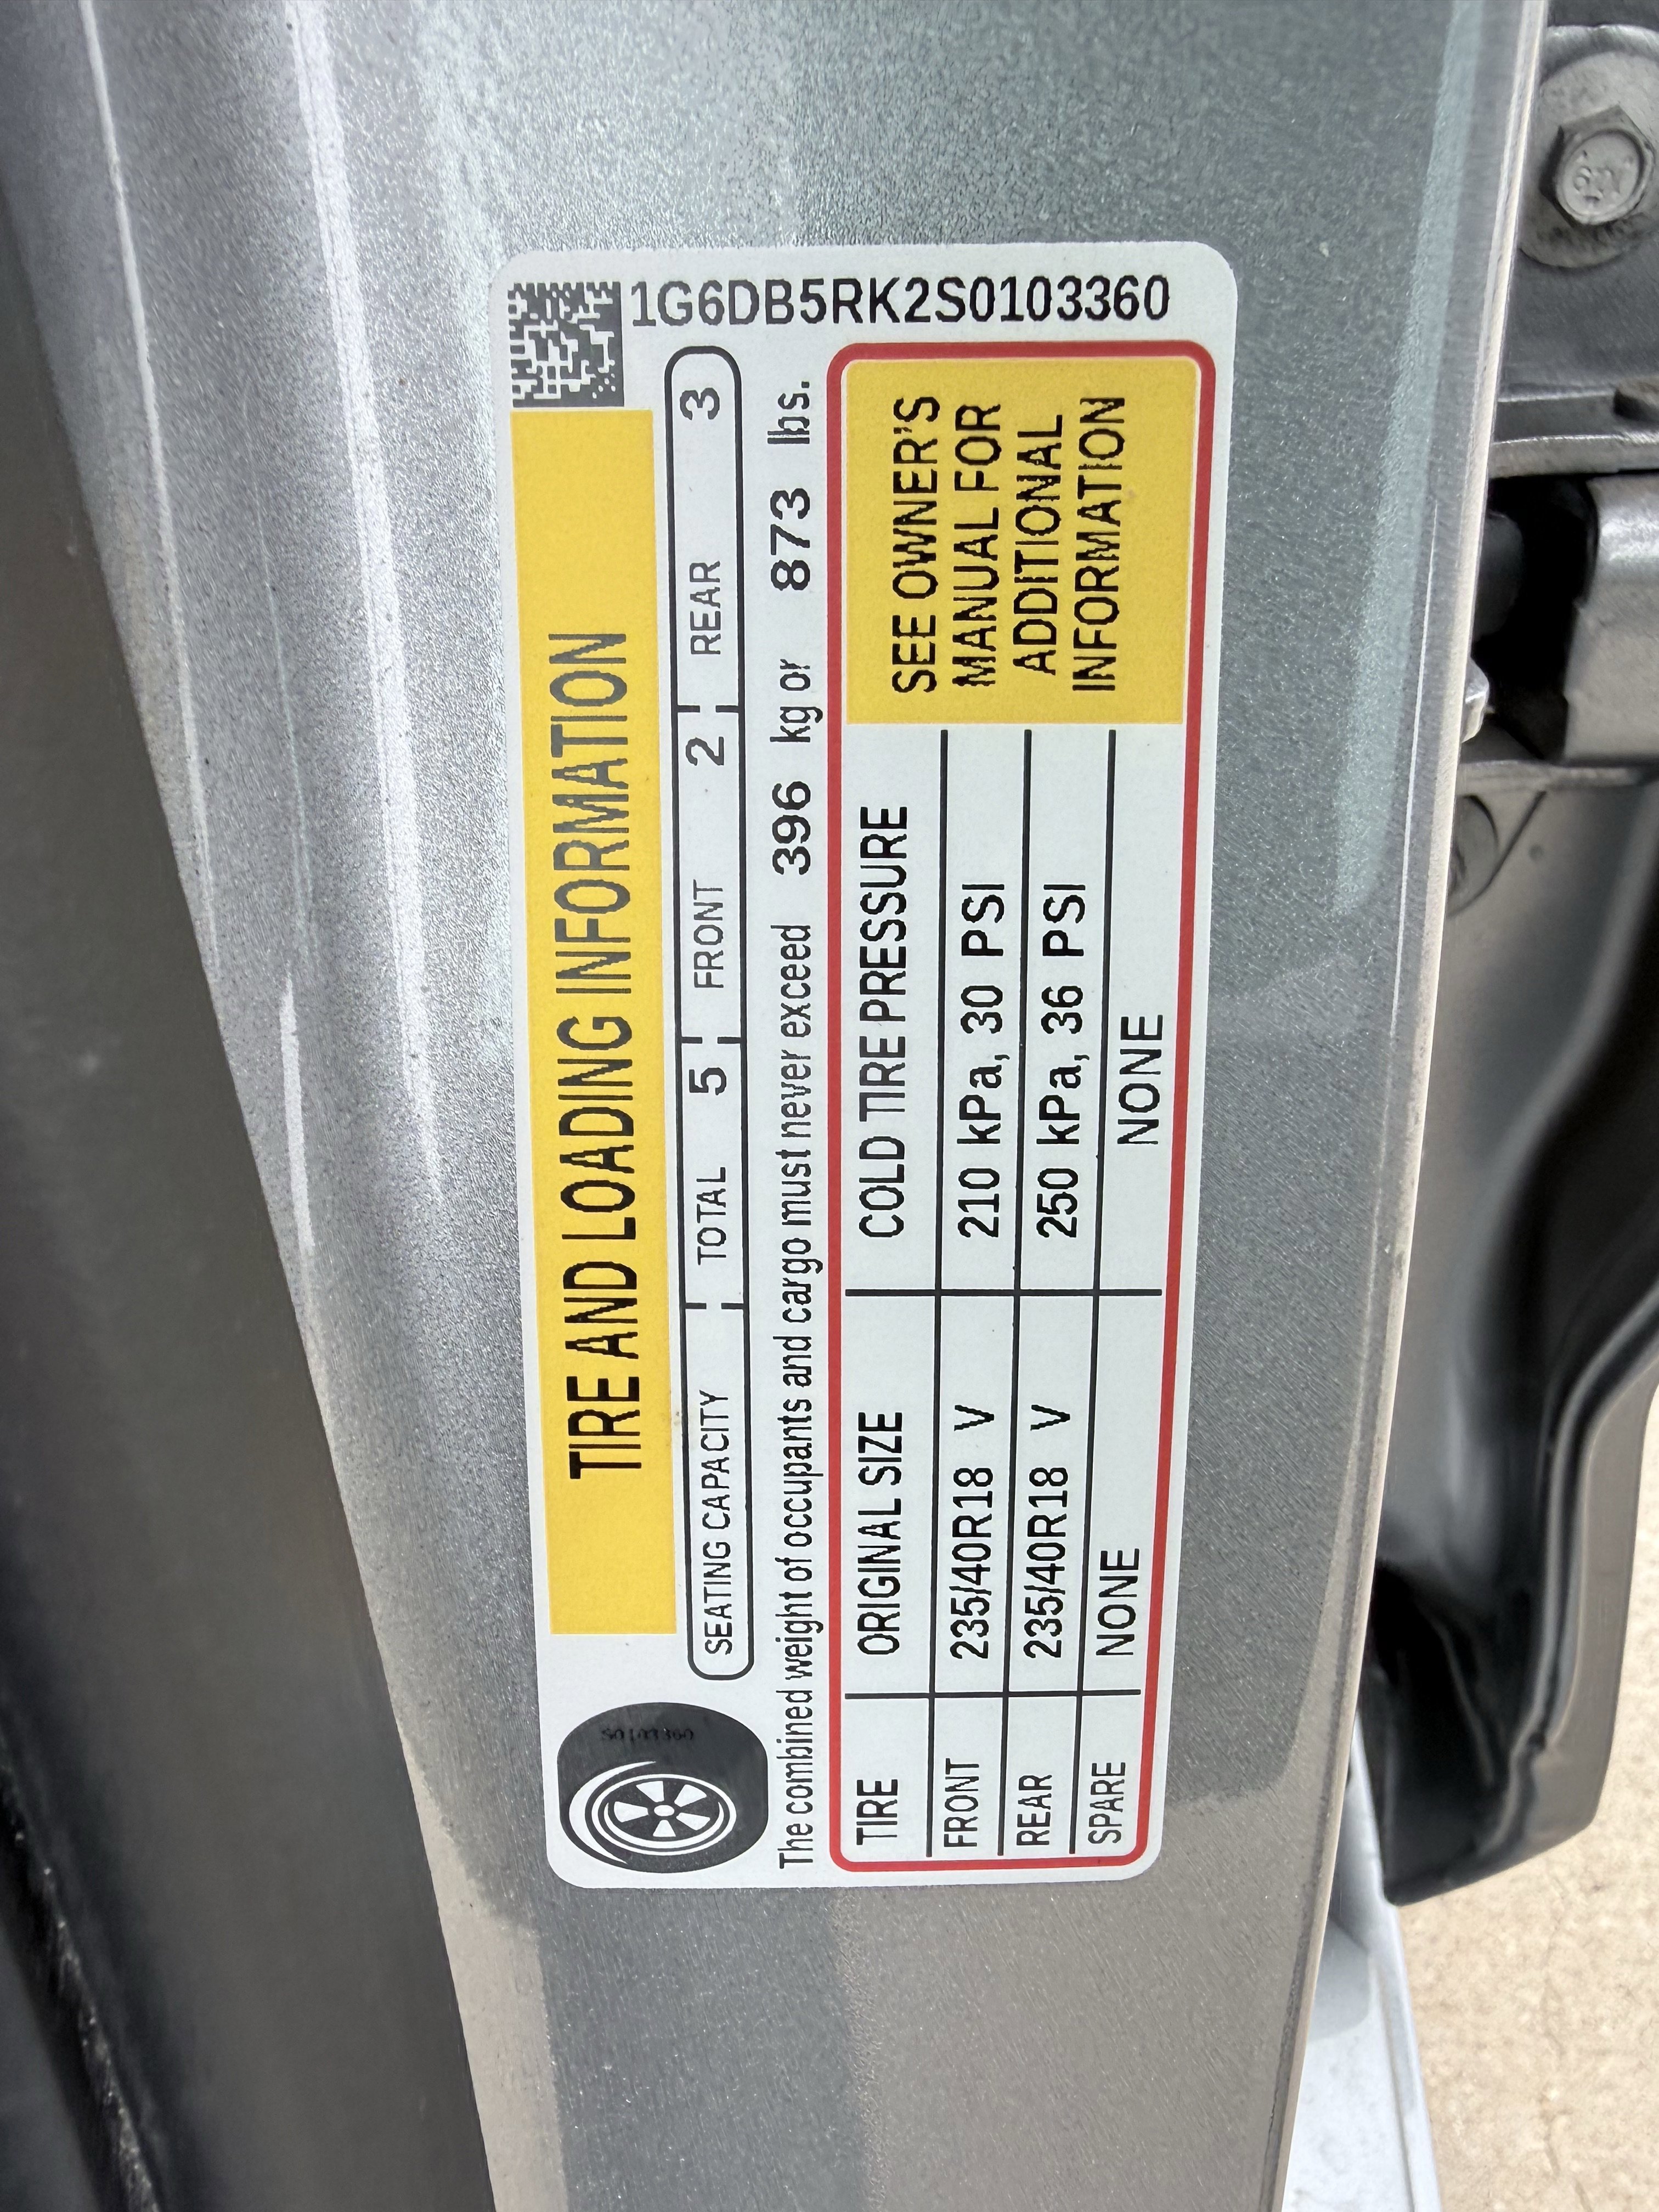 1G6DB5RK2S0103360
TIRE AND LOADING INFORMATION
S0103360
SEATING CAPACITY TOTAL 5 FRONT 2 REAR 3
The combined weight of occupants and cargo must never exceed 396 kg or 873 lbs.
TIRE ORIGINAL SIZE COLD TIRE PRESSURE
FRONT 235/40R18 V 210 kPa, 30 PSI
REAR 235/40R18 V 250 kPa, 36 PSI
SPARE NONE NONE
SEE OWNER'S
MANUAL FOR
ADDITIONAL
INFORMATION